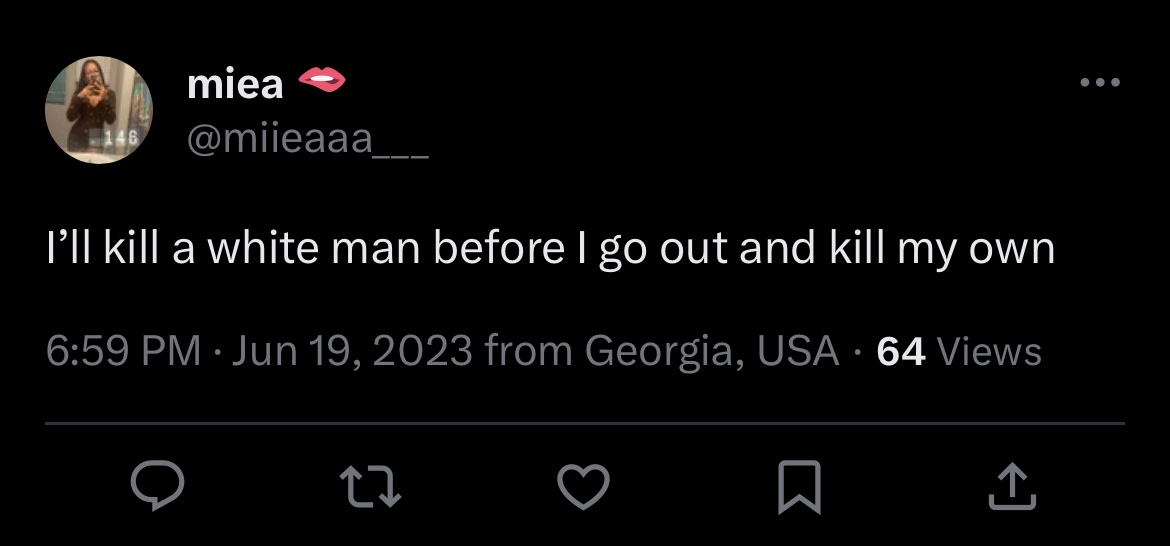 miea 🫦
@miieaaa___
146
I’ll kill a white man before I go out and kill my own
6:59 PM · Jun 19, 2023 from Georgia, USA · 64 Views